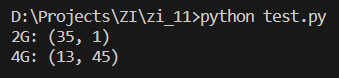 D:\Projects\ZI\zi_11>python test.py
2G: (35, 1)
4G: (13, 45)